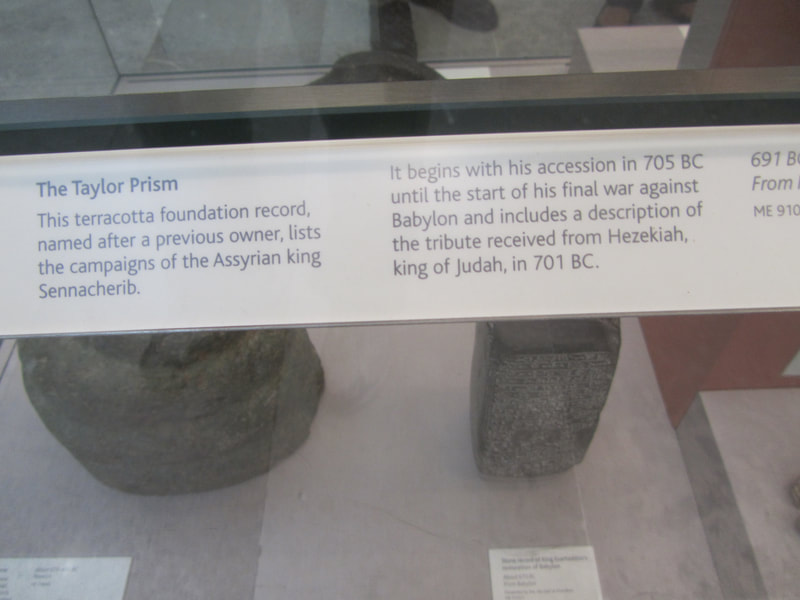 The Taylor Prism
This terracotta foundation record,
named after a previous owner, lists
the campaigns of the Assyrian king
Sennacherib.
It begins with his accession in 705 BC
until the start of his final war against
Babylon and includes a description of
the tribute received from Hezekiah,
king of Judah, in 701 BC.
691 BC
From
ME 910